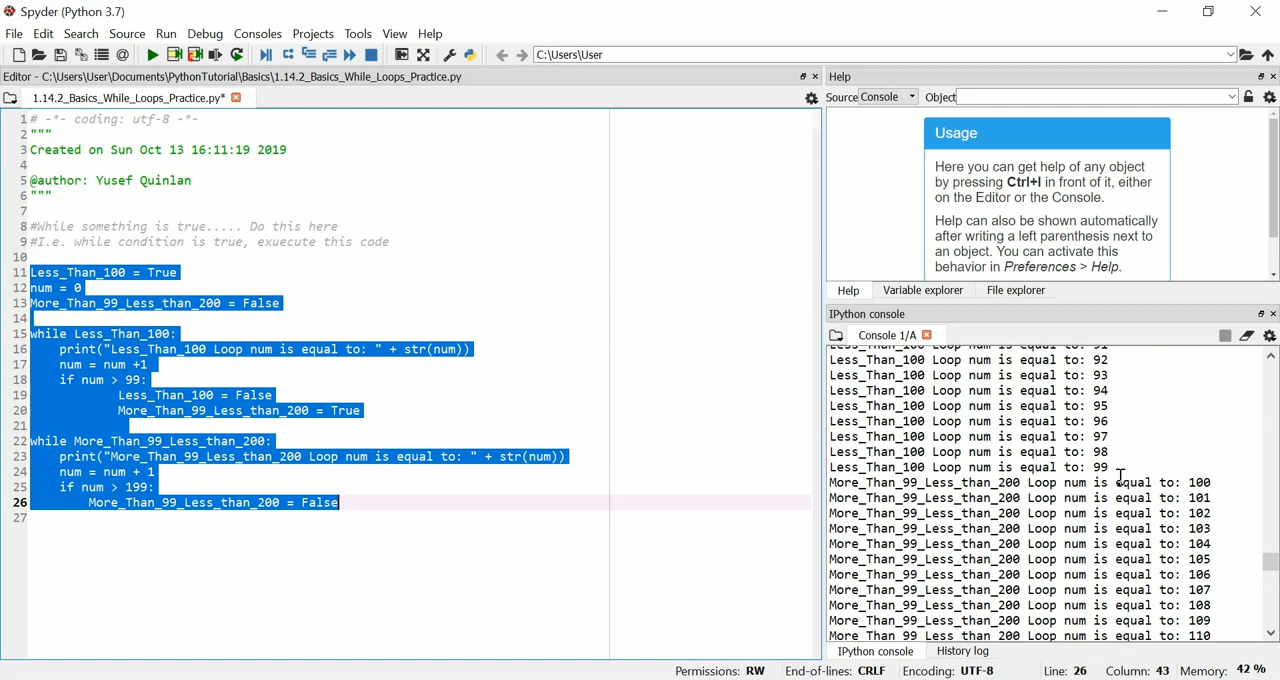 Spyder (Python 3.7)
File Edit Search Source Run Debug Consoles Projects Tools View Help
C:\Users\User
Editor - C:\Users\User\Documents\PythonTutorial\Basics\1.14.2_Basics_While_Loops_Practice.py
1.14.2_Basics_While_Loops_Practice.py*
1 # -*- coding: utf-8 -*-
2 """
3 Created on Sun Oct 13 16:11:19 2019
4
5 @author: Yusef Quinlan
6 """
7
8 #While something is true..... Do this here
9 #I.e. while condition is true, exuecute this code
10
11 Less_Than_100 = True
12 num = 0
13 More_Than_99_Less_than_200 = False
14
15 while Less_Than_100:
16 print("Less_Than_100 Loop num is equal to: " + str(num))
17 num = num +1
18 if num > 99:
19 Less_Than_100 = False
20 More_Than_99_Less_than_200 = True
21
22 while More_Than_99_Less_than_200:
23 print("More_Than_99_Less_than_200 Loop num is equal to: " + str(num))
24 num = num + 1
25 if num > 199:
26 More_Than_99_Less_than_200 = False
27
Help
Source Console Object
Usage
Here you can get help of any object
by pressing Ctrl+I in front of it, either
on the Editor or the Console.
Help can also be shown automatically
after writing a left parenthesis next to
an object. You can activate this
behavior in Preferences > Help.
Help Variable explorer File explorer
IPython console
Console 1/A
Less_Than_100 Loop num is equal to: 91
Less_Than_100 Loop num is equal to: 92
Less_Than_100 Loop num is equal to: 93
Less_Than_100 Loop num is equal to: 94
Less_Than_100 Loop num is equal to: 95
Less_Than_100 Loop num is equal to: 96
Less_Than_100 Loop num is equal to: 97
Less_Than_100 Loop num is equal to: 98
Less_Than_100 Loop num is equal to: 99
More_Than_99_Less_than_200 Loop num is equal to: 100
More_Than_99_Less_than_200 Loop num is equal to: 101
More_Than_99_Less_than_200 Loop num is equal to: 102
More_Than_99_Less_than_200 Loop num is equal to: 103
More_Than_99_Less_than_200 Loop num is equal to: 104
More_Than_99_Less_than_200 Loop num is equal to: 105
More_Than_99_Less_than_200 Loop num is equal to: 106
More_Than_99_Less_than_200 Loop num is equal to: 107
More_Than_99_Less_than_200 Loop num is equal to: 108
More_Than_99_Less_than_200 Loop num is equal to: 109
More_Than_99_Less_than_200 Loop num is equal to: 110
IPython console History log
Permissions: RW End-of-lines: CRLF Encoding: UTF-8 Line: 26 Column: 43 Memory: 42 %